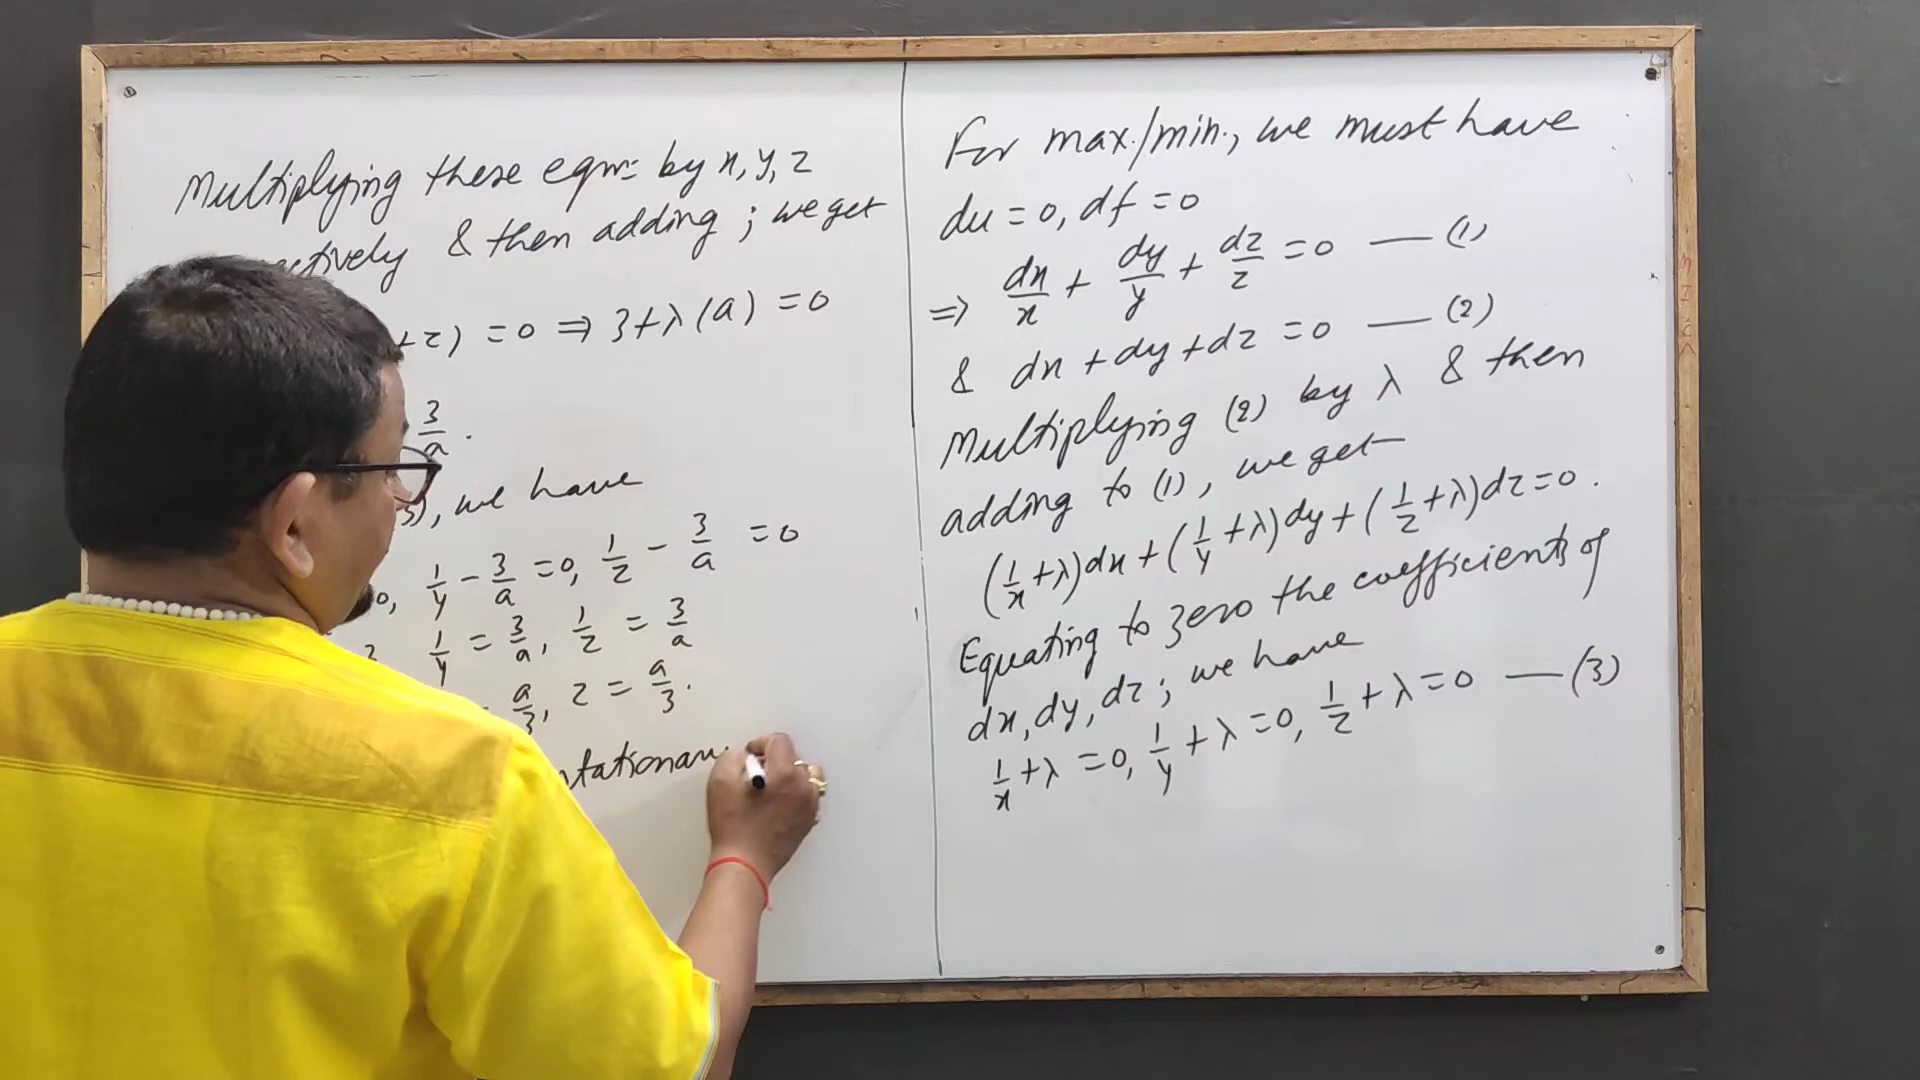 Multiplying these eqns by x, y, z
& then adding ; we get
+z) = 0 ⇒ 3+λ(a) = 0
3/a .
(3), we have
0, 1/y - 3/a = 0, 1/z - 3/a = 0
1/y = 3/a, 1/z = 3/a
a/3, z = a/3.
stationary
For max./min., we must have
du = 0, df = 0
⇒ dx/x + dy/y + dz/z = 0 — (1)
& dx + dy + dz = 0 — (2)
Multiplying (2) by λ & then
adding to (1), we get
(1/x + λ)dx + (1/y + λ)dy + (1/z + λ)dz = 0.
Equating to zero the coefficients of
dx, dy, dz ; we have
1/x + λ = 0, 1/y + λ = 0, 1/z + λ = 0 — (3)